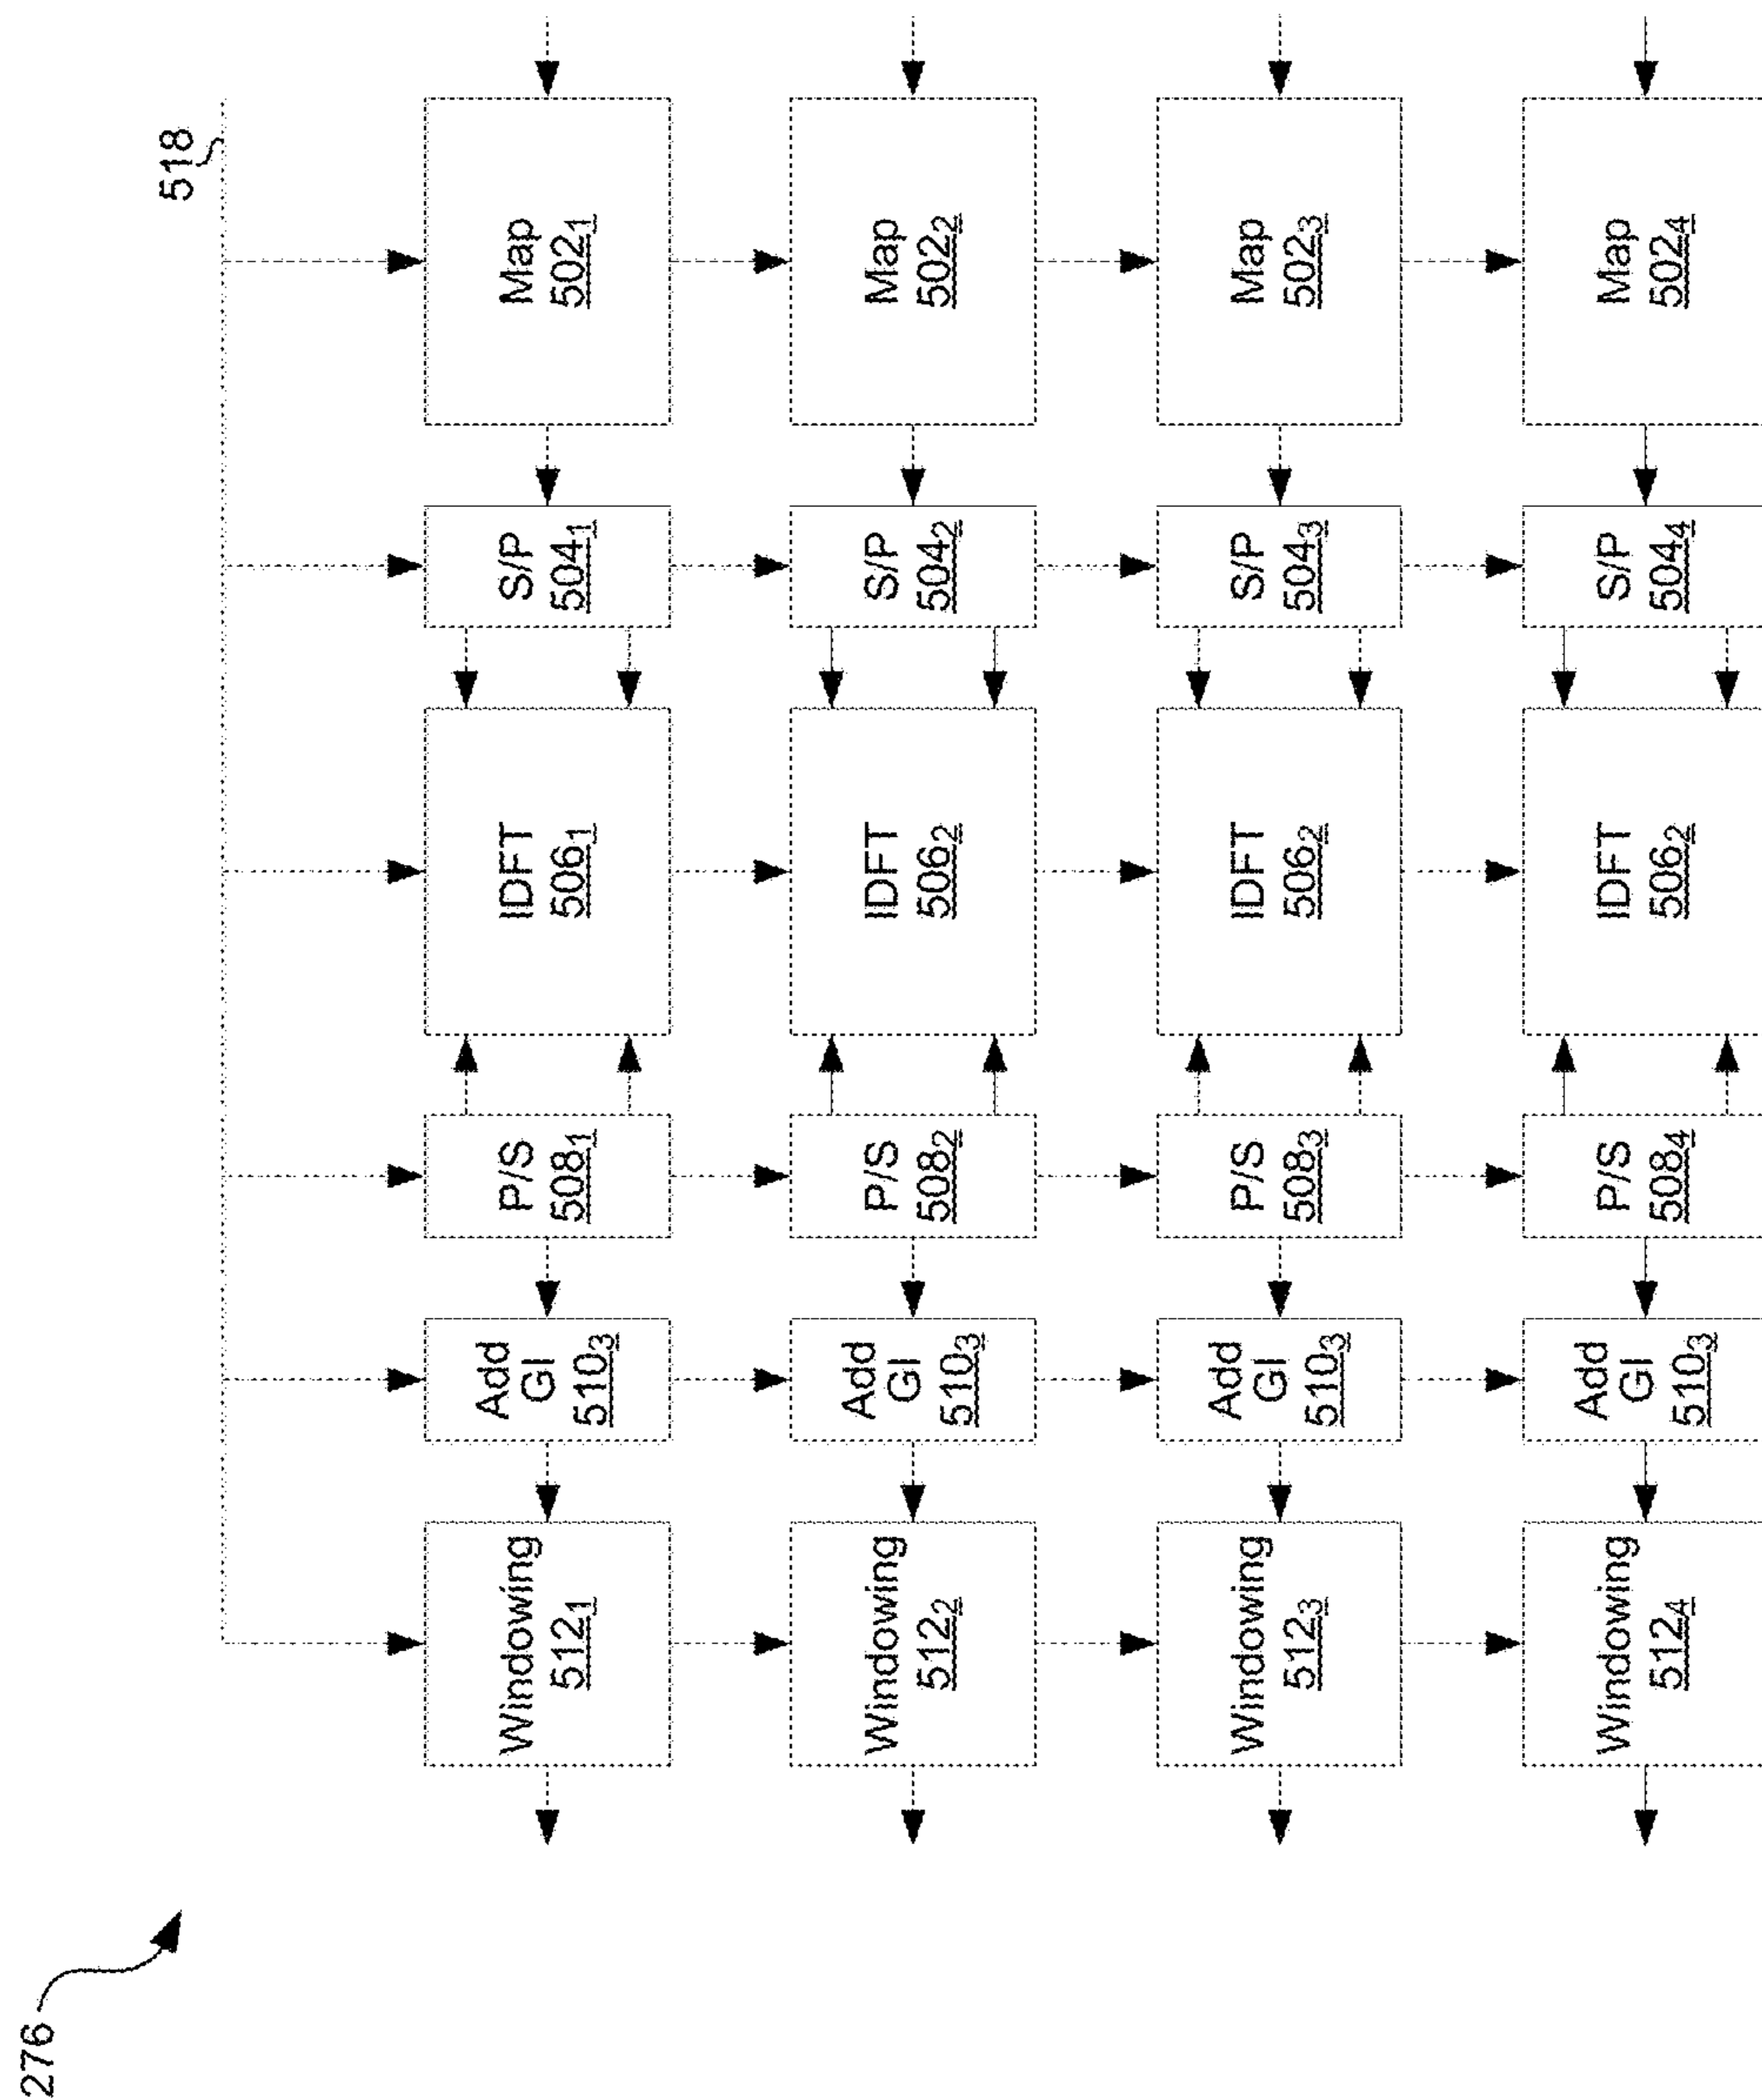 276
518
Windowing
512₁
Add
GI
510₃
P/S
508₁
IDFT
506₁
S/P
504₁
Map
502₁
Windowing
512₂
Add
GI
510₃
P/S
508₂
IDFT
506₂
S/P
504₂
Map
502₂
Windowing
512₃
Add
GI
510₃
P/S
508₃
IDFT
506₂
S/P
504₃
Map
502₃
Windowing
512₄
Add
GI
510₃
P/S
508₄
IDFT
506₂
S/P
504₄
Map
502₄